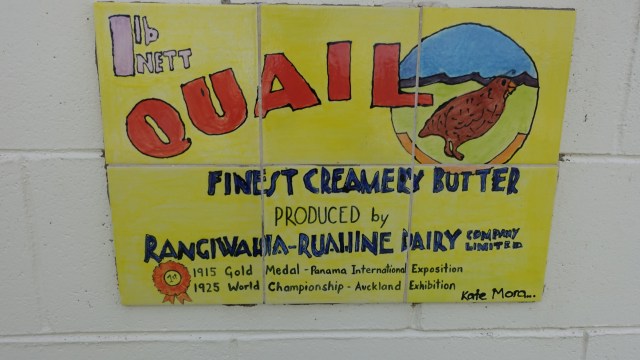 1lb
NETT
QUAIL
FINEST CREAMERY BUTTER
PRODUCED by
RANGIWAHIA-RUAHINE DAIRY COMPANY LIMITED
1915 Gold Medal - Panama International Exposition
1925 World Championship - Auckland Exhibition
Kate Mora...